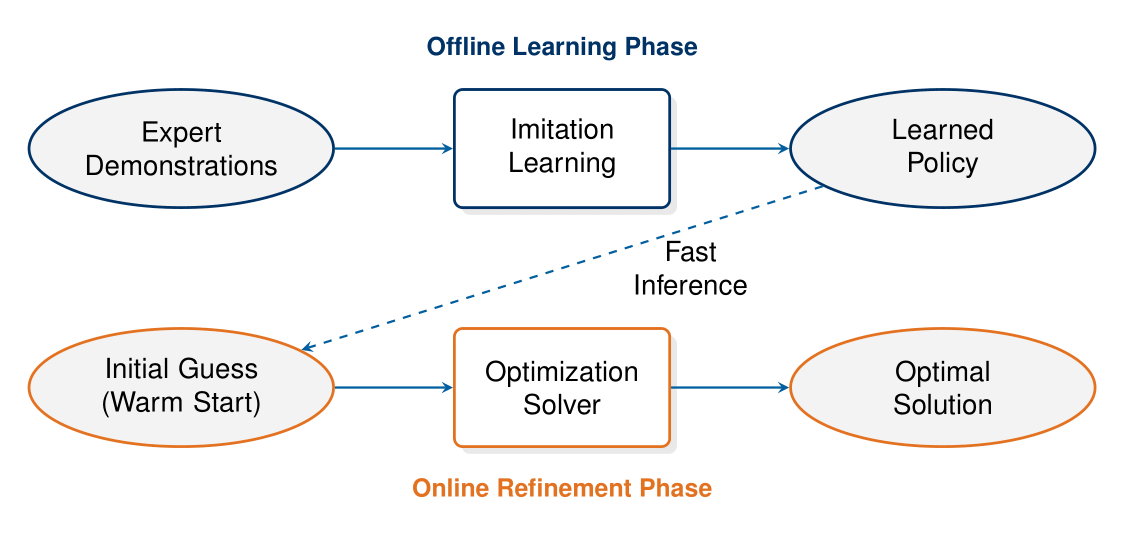 Offline Learning Phase
Expert
Demonstrations
Imitation
Learning
Learned
Policy
Fast
Inference
Initial Guess
(Warm Start)
Optimization
Solver
Optimal
Solution
Online Refinement Phase